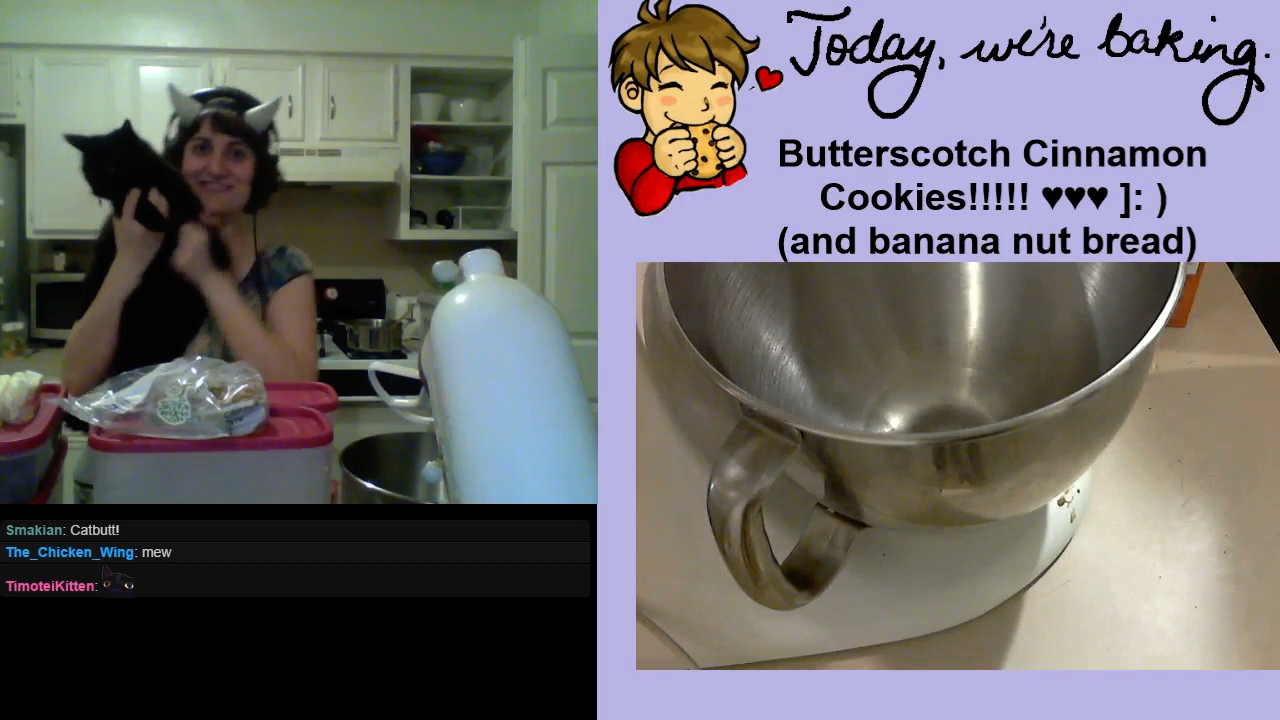 Today, we're baking.
Butterscotch Cinnamon
Cookies!!!!! ♥♥♥ ]: )
(and banana nut bread)
Smakian: Catbutt!
The_Chicken_Wing: mew
TimoteiKitten: